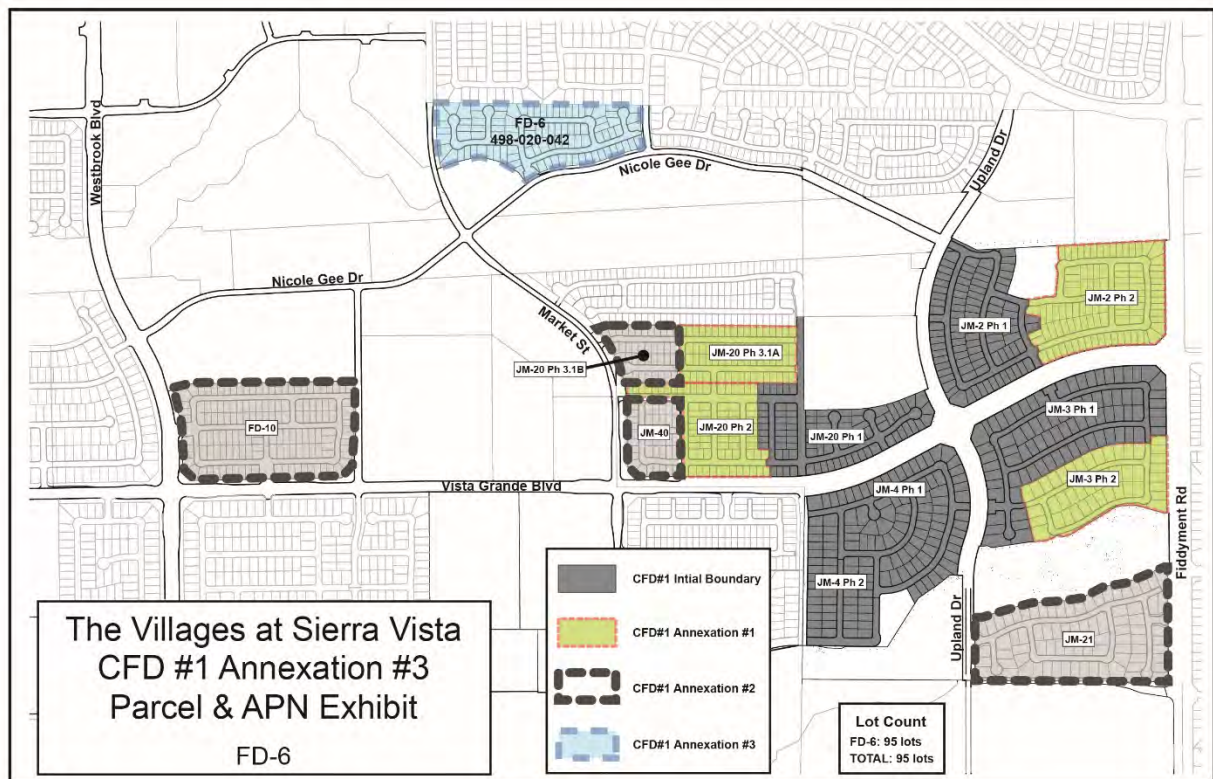 FD-6
498-020-042
Westbrook Blvd
Upland Dr
Nicole Gee Dr
Nicole Gee Dr
Market St
JM-2 Ph 2
JM-2 Ph 1
JM-20 Ph 3.1A
JM-20 Ph 3.1B
JM-3 Ph 1
FD-10
JM-40
JM-20 Ph 2
JM-20 Ph 1
JM-3 Ph 2
Vista Grande Blvd
JM-4 Ph 1
Fiddyment Rd
JM-4 Ph 2
Upland Dr
JM-21
CFD#1 Intial Boundary
CFD#1 Annexation #1
CFD#1 Annexation #2
CFD#1 Annexation #3
The Villages at Sierra Vista
CFD #1 Annexation #3
Parcel & APN Exhibit
FD-6
Lot Count
FD-6: 95 lots
TOTAL: 95 lots